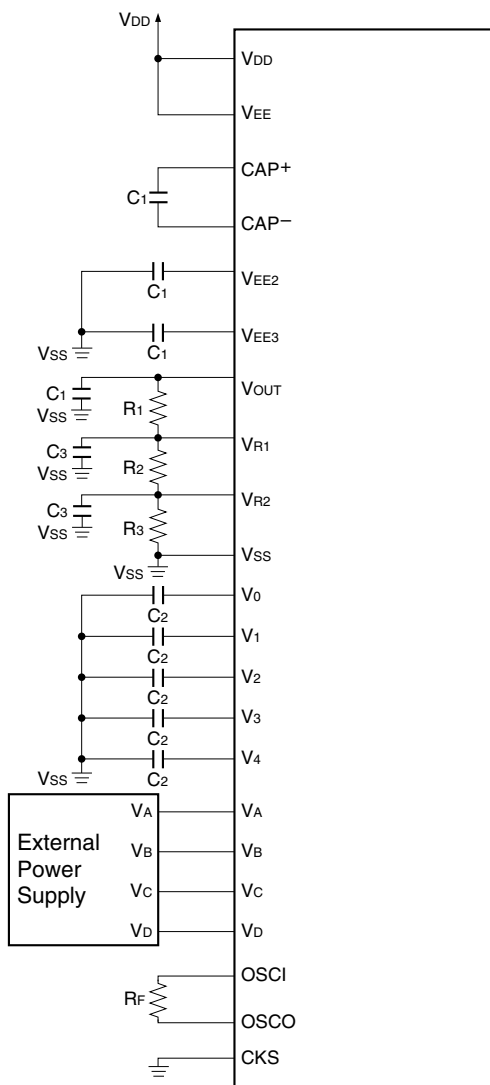 VDD
VDD
VEE
CAP+
C1
CAP−
VEE2
C1
VEE3
C1
VSS
VOUT
C1
VSS
R1
VR1
C3
VSS
R2
VR2
C3
VSS
R3
VSS
VSS
V0
C2
V1
C2
V2
C2
V3
C2
V4
C2
VSS
External
Power
Supply
VA
VB
VC
VD
VA
VB
VC
VD
OSCI
RF
OSCO
CKS